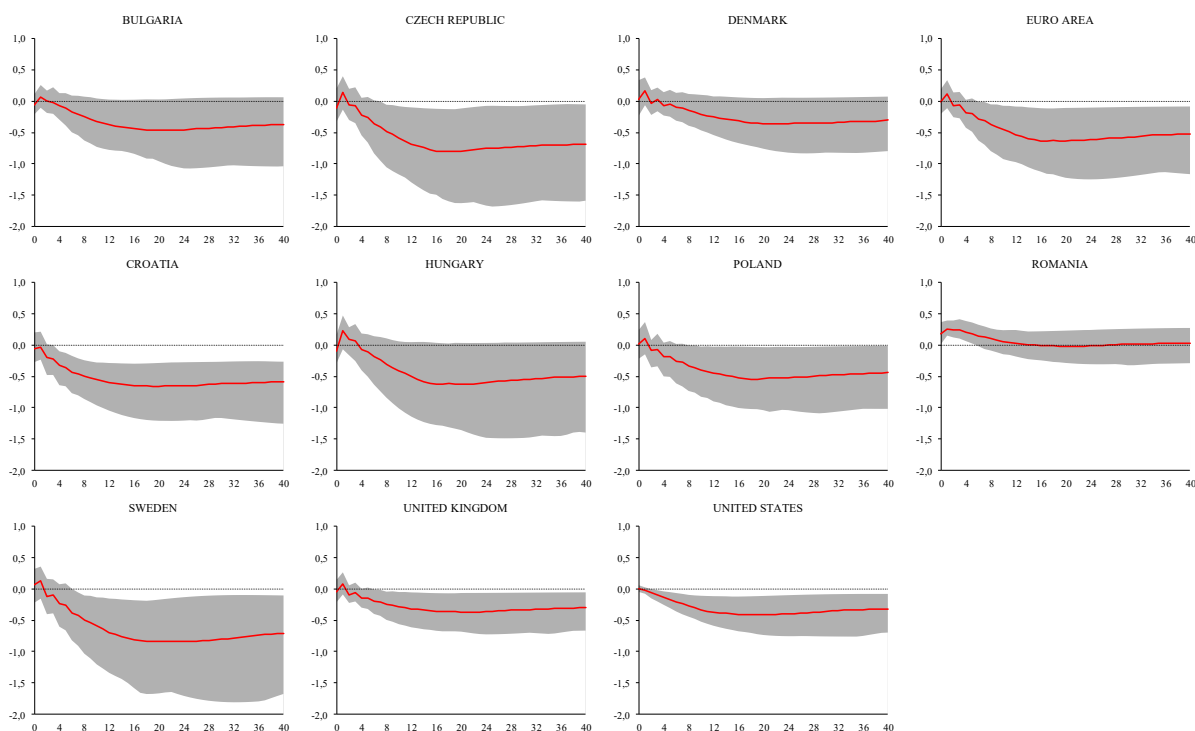 BULGARIA CZECH REPUBLIC DENMARK EURO AREA
1,0 1,0 1,0 1,0
0,5 0,5 0,5 0,5
0,0 0,0 0,0 0,0
-0,5 -0,5 -0,5 -0,5
-1,0 -1,0 -1,0 -1,0
-1,5 -1,5 -1,5 -1,5
-2,0 -2,0 -2,0 -2,0
0 4 8 12 16 20 24 28 32 36 40 0 4 8 12 16 20 24 28 32 36 40 0 4 8 12 16 20 24 28 32 36 40 0 4 8 12 16 20 24 28 32 36 40
CROATIA HUNGARY POLAND ROMANIA
1,0 1,0 1,0 1,0
0,5 0,5 0,5 0,5
0,0 0,0 0,0 0,0
-0,5 -0,5 -0,5 -0,5
-1,0 -1,0 -1,0 -1,0
-1,5 -1,5 -1,5 -1,5
-2,0 -2,0 -2,0 -2,0
0 4 8 12 16 20 24 28 32 36 40 0 4 8 12 16 20 24 28 32 36 40 0 4 8 12 16 20 24 28 32 36 40 0 4 8 12 16 20 24 28 32 36 40
SWEDEN UNITED KINGDOM UNITED STATES
1,0 1,0 1,0
0,5 0,5 0,5
0,0 0,0 0,0
-0,5 -0,5 -0,5
-1,0 -1,0 -1,0
-1,5 -1,5 -1,5
-2,0 -2,0 -2,0
0 4 8 12 16 20 24 28 32 36 40 0 4 8 12 16 20 24 28 32 36 40 0 4 8 12 16 20 24 28 32 36 40